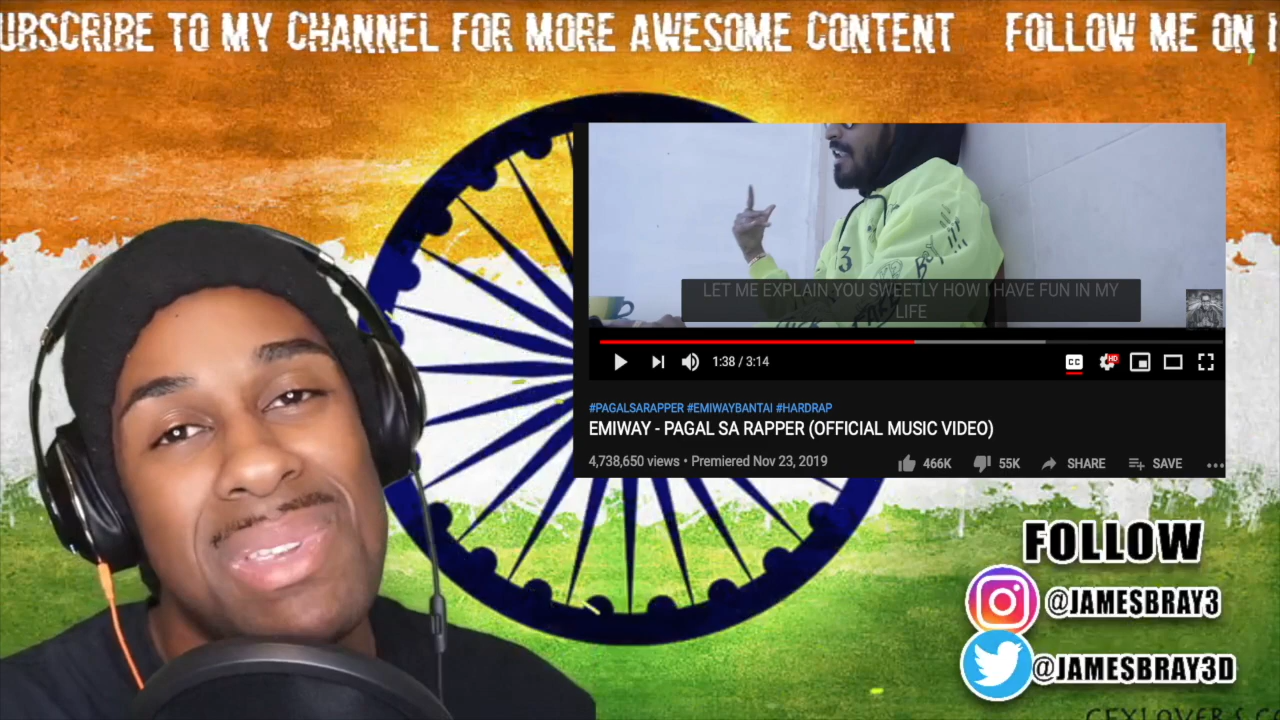 UBSCRIBE TO MY CHANNEL FOR MORE AWESOME CONTENT FOLLOW ME ON I
LET ME EXPLAIN YOU SWEETLY HOW I HAVE FUN IN MY
LIFE
1:38 / 3:14
CC
HD
#PAGALSARAPPER #EMIWAYBANTAI #HARDRAP
EMIWAY - PAGAL SA RAPPER (OFFICIAL MUSIC VIDEO)
4,738,650 views • Premiered Nov 23, 2019
466K 55K SHARE SAVE
FOLLOW
@JAMESBRAY3
@JAMESBRAY3D